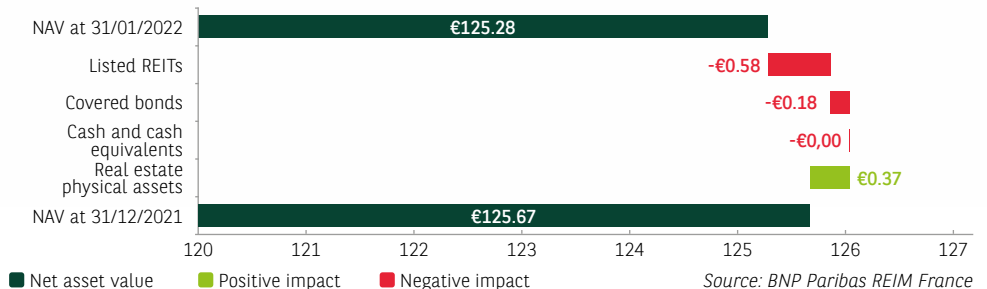 NAV at 31/01/2022
€125.28
Listed REITs
-€0.58
Covered bonds
-€0.18
Cash and cash
equivalents
-€0,00
Real estate
physical assets
€0.37
NAV at 31/12/2021
€125.67
120 121 122 123 124 125 126 127
Net asset value Positive impact Negative impact Source: BNP Paribas REIM France